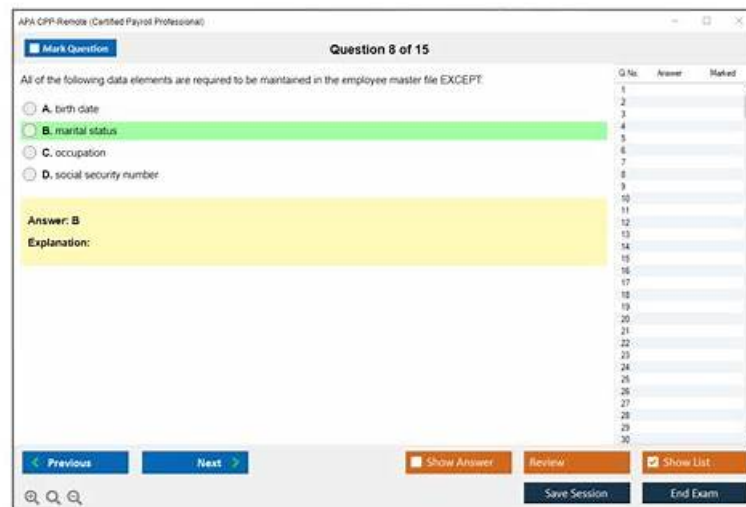 APA CPP-Remote (Certified Payroll Professional)
Mark Question
Question 8 of 15
All of the following data elements are required to be maintained in the employee master file EXCEPT:
A. birth date
B. marital status
C. occupation
D. social security number
Answer: B
Explanation:
Q.No. Answer Marked
1
2
3
4
5
6
7
8
9
10
11
12
13
14
15
16
17
18
19
20
21
22
23
24
25
26
27
28
29
30
Previous
Next
Show Answer
Review
Show List
Save Session
End Exam